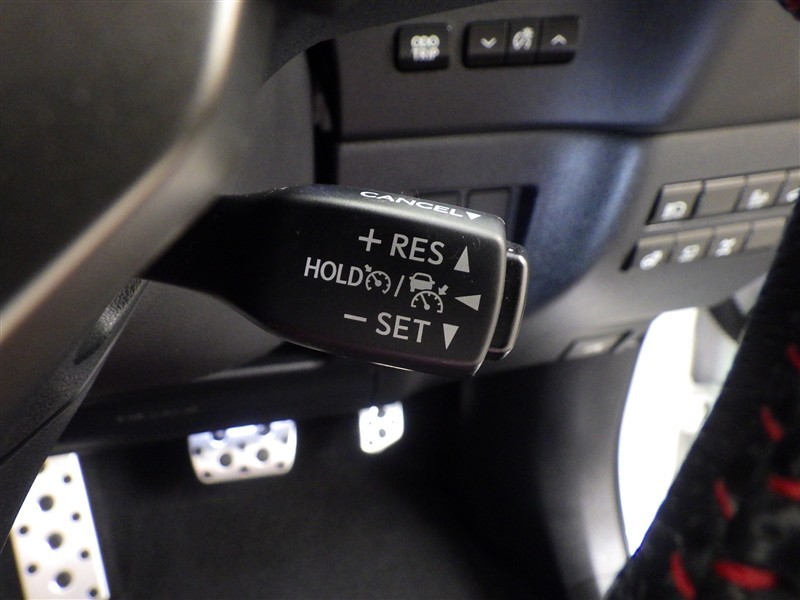 ODO
TRIP
CANCEL▼
+ RES ▲
HOLD / ◀
− SET ▼